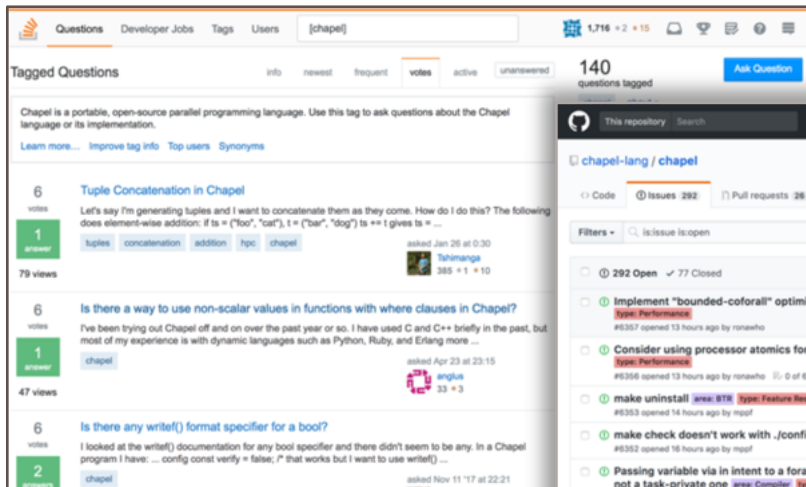 Questions Developer Jobs Tags Users [chapel] 1,716 2 15
Tagged Questions info newest frequent votes active unanswered
140
questions tagged
Ask Question
Chapel is a portable, open-source parallel programming language. Use this tag to ask questions about the Chapel
language or its implementation.
Learn more... Improve tag info Top users Synonyms
6
votes
1
answer
79 views
Tuple Concatenation in Chapel
Let's say I'm generating tuples and I want to concatenate them as they come. How do I do this? The following
does element-wise addition: if ts = ("foo", "cat"), t = ("bar", "dog") ts += t gives ts = ...
tuples concatenation addition hpc chapel
asked Jan 26 at 0:30
Tshimanga
385 1 10
6
votes
1
answer
47 views
Is there a way to use non-scalar values in functions with where clauses in Chapel?
I've been trying out Chapel off and on over the past year or so. I have used C and C++ briefly in the past, but
most of my experience is with dynamic languages such as Python, Ruby, and Erlang more ...
chapel
asked Apr 23 at 23:15
angus
33 3
6
votes
2
answers
Is there any writef() format specifier for a bool?
I looked at the writef() documentation for any bool specifier and there didn't seem to be any. In a Chapel
program I have: ... config const verify = false; /* that works but I want to use writef() ...
chapel
asked Nov 11 '17 at 22:21
This repository Search
chapel-lang / chapel
Code Issues 292 Pull requests 26
Filters is:issue is:open
292 Open 77 Closed
Implement "bounded-coforall" optimi
type: Performance
#6357 opened 13 hours ago by ronawho
Consider using processor atomics for
type: Performance
#6356 opened 13 hours ago by ronawho 0 of 6
make uninstall area: BTR type: Feature Req
#6353 opened 14 hours ago by mppf
make check doesn't work with ./confi
#6352 opened 16 hours ago by mppf
Passing variable via in intent to a fora
not a task-private one area: Compiler